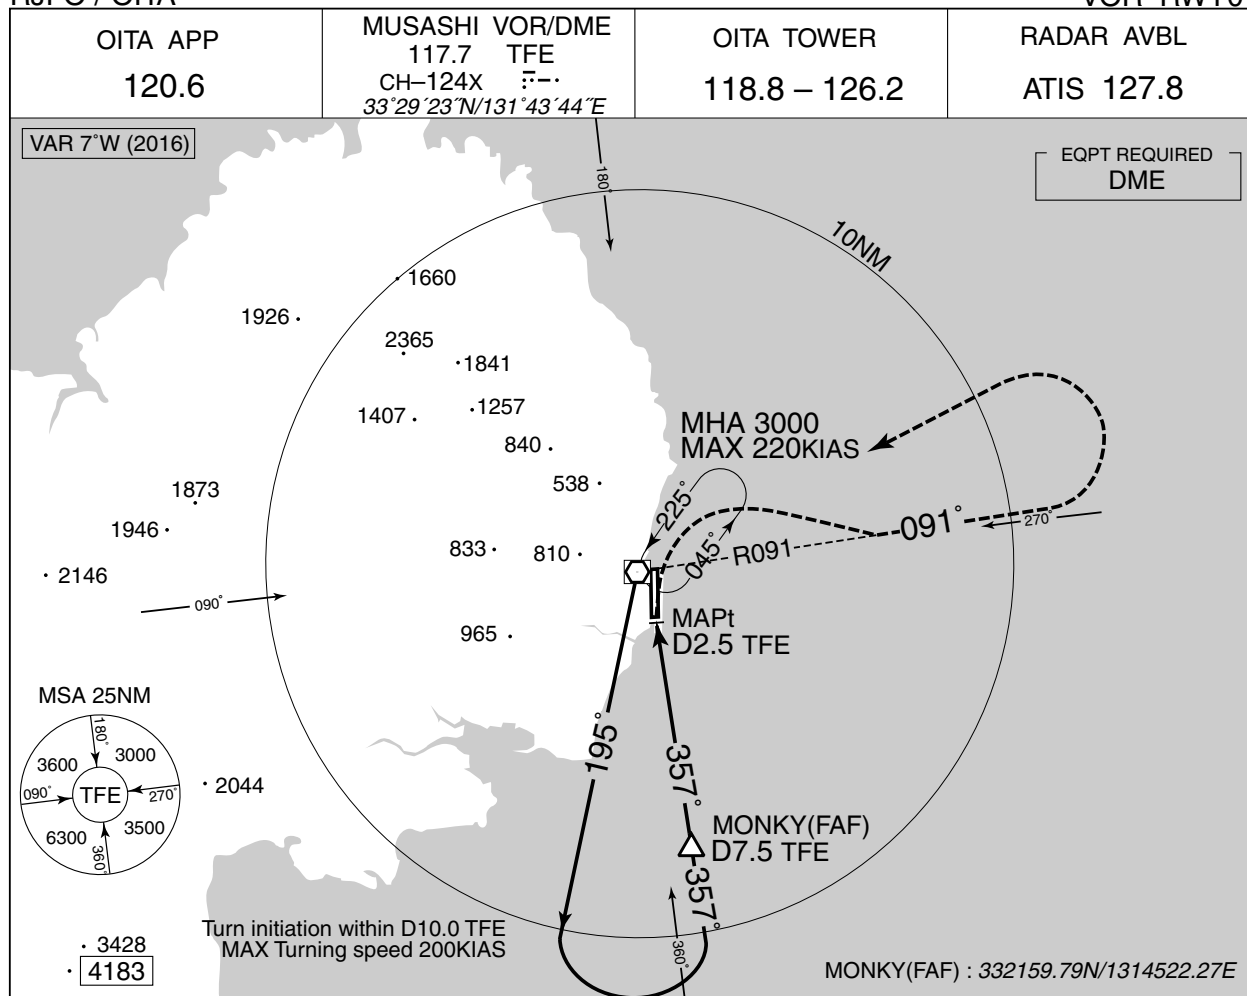 OITA APP
120.6
MUSASHI VOR/DME
117.7 TFE
CH–124X
33°29´23˝N/131°43´44˝E
OITA TOWER
118.8 – 126.2
RADAR AVBL
ATIS 127.8
VAR 7°W (2016)
EQPT REQUIRED
DME
180°
10NM
1660
1926
2365
1841
1407
1257
840
538
1873
1946
2146
833
810
965
MHA 3000
MAX 220KIAS
225°
045°
R091
091°
270°
090°
MAPt
D2.5 TFE
195°
357°
MONKY(FAF)
D7.5 TFE
357°
360°
MSA 25NM
180°
3600
3000
090°
TFE
270°
6300
3500
360°
2044
Turn initiation within D10.0 TFE
MAX Turning speed 200KIAS
3428
4183
MONKY(FAF) : 332159.79N/1314522.27E